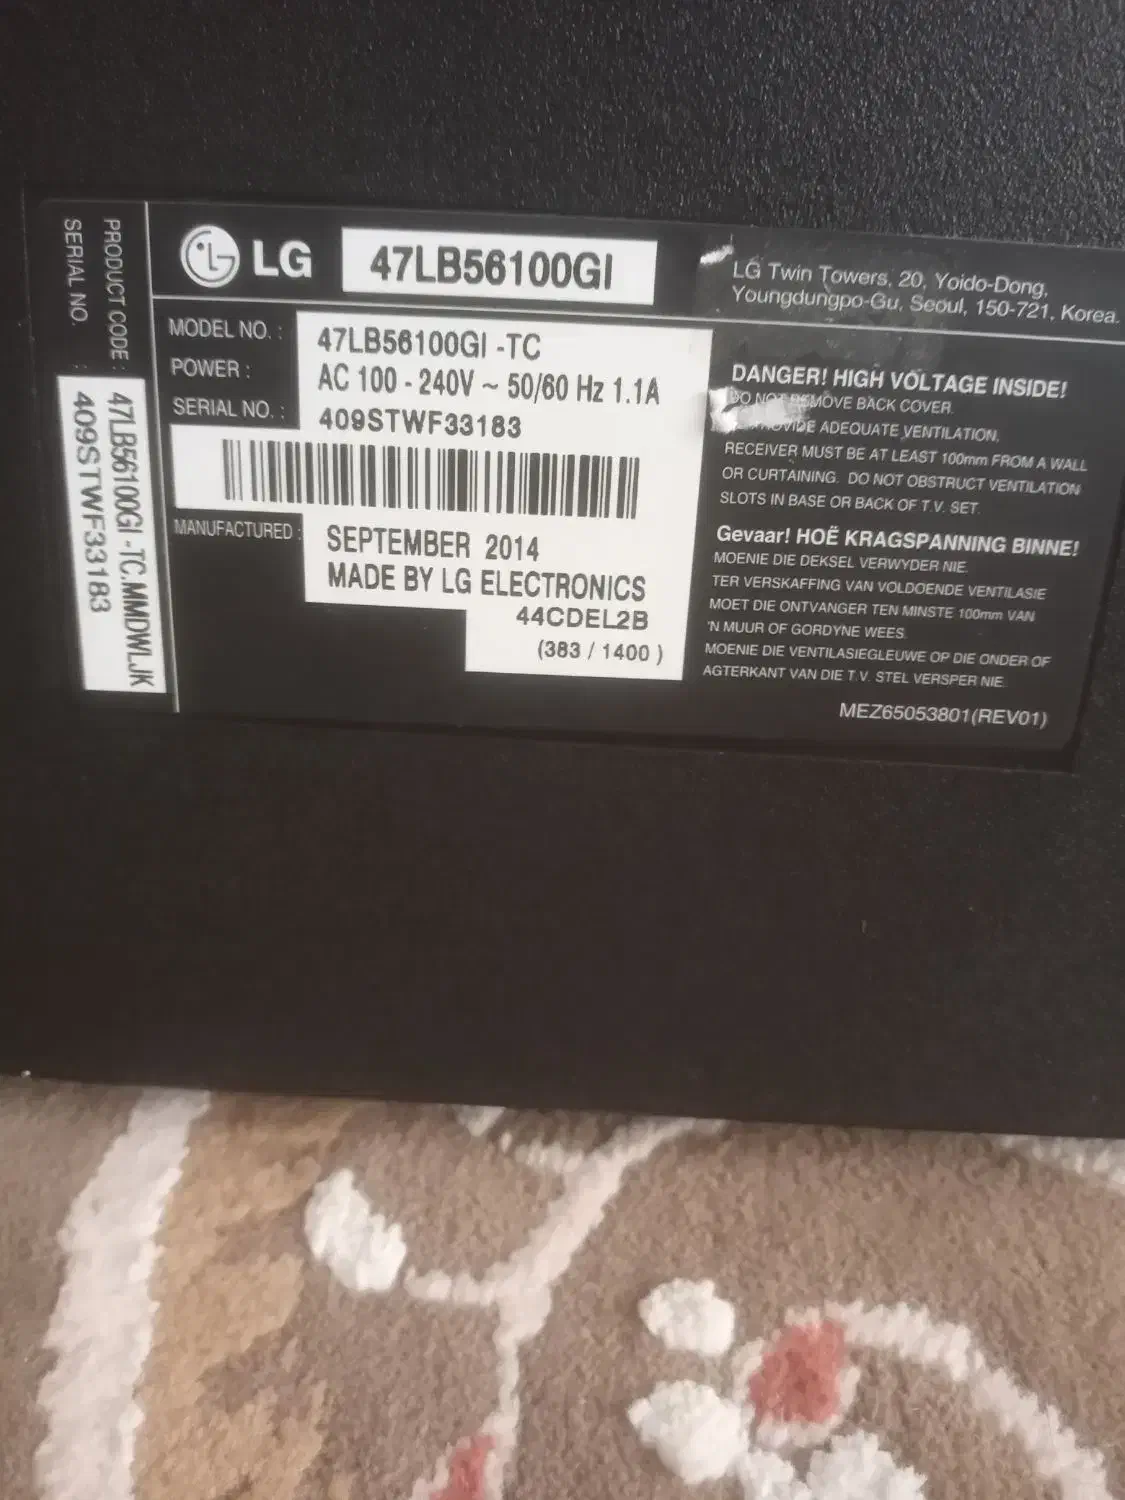 LG 47LB56100GI
LG Twin Towers, 20, Yoido-Dong,
Youngdungpo-Gu, Seoul, 150-721, Korea.
MODEL NO. : 47LB56100GI -TC
POWER : AC 100 - 240V ~ 50/60 Hz 1.1A
SERIAL NO. : 409STWF33183
MANUFACTURED : SEPTEMBER 2014
MADE BY LG ELECTRONICS
44CDEL2B
(383 / 1400 )
DANGER! HIGH VOLTAGE INSIDE!
DO NOT REMOVE BACK COVER.
ADEQUATE VENTILATION,
RECEIVER MUST BE AT LEAST 100mm FROM A WALL
OR CURTAINING. DO NOT OBSTRUCT VENTILATION
SLOTS IN BASE OR BACK OF T.V. SET.
Gevaar! HOË KRAGSPANNING BINNE!
MOENIE DIE DEKSEL VERWYDER NIE.
TER VERSKAFFING VAN VOLDOENDE VENTILASIE
MOET DIE ONTVANGER TEN MINSTE 100mm VAN
'N MUUR OF GORDYNE WEES.
MOENIE DIE VENTILASIEGLEUWE OP DIE ONDER OF
AGTERKANT VAN DIE T.V. STEL VERSPER NIE.
MEZ65053801(REV01)
PRODUCT CODE : 47LB56100GI -TC.MMDWLJK
SERIAL NO. : 409STWF33183